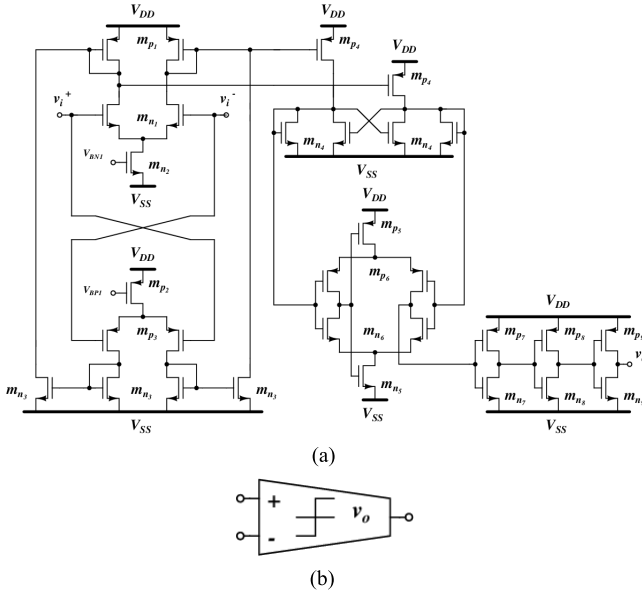 V_DD V_DD
m_p1 m_p4 V_DD
m_p4
v_i^+ m_n1 v_i^-
m_n4 m_n4
V_BN1 m_n2
V_SS V_SS
m_p5
V_DD V_DD
m_p2 m_p6
V_BP1 V_DD
m_p3 m_p7 m_p8
m_n6
m_n3 m_n3 m_n3 m_n5 m_n7 m_n8
V_SS V_SS V_SS
(a)
+ v_o
-
(b)